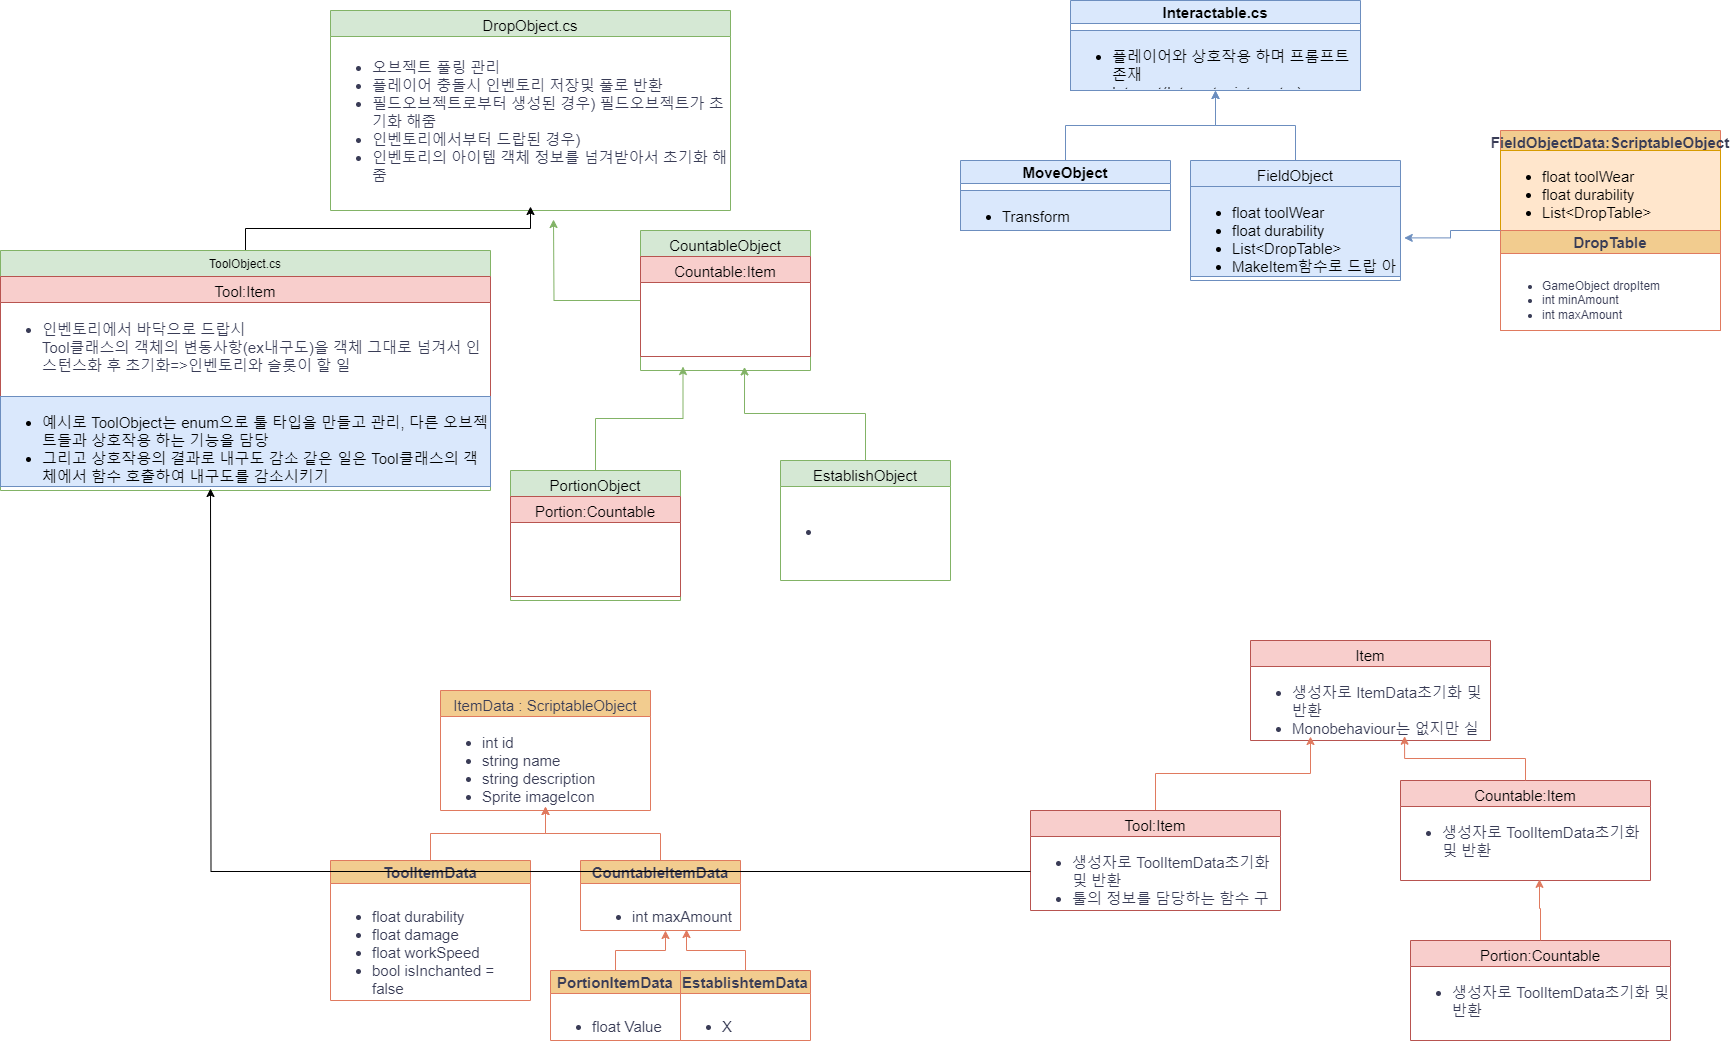 DropObject.cs
오브젝트 풀링 관리
플레이어 충돌시 인벤토리 저장및 풀로 반환
필드오브젝트로부터 생성된 경우) 필드오브젝트가 초
기화 해줌
인벤토리에서부터 드랍된 경우)
인벤토리의 아이템 객체 정보를 넘겨받아서 초기화 해
줌
Interactable.cs
플레이어와 상호작용 하며 프롬프트
존재
MoveObject
Transform
FieldObject
float toolWear
float durability
List<DropTable>
MakeItem함수로 드랍 아
FieldObjectData:ScriptableObject
float toolWear
float durability
List<DropTable>
DropTable
GameObject dropItem
int minAmount
int maxAmount
ToolObject.cs
Tool:Item
인벤토리에서 바닥으로 드랍시
Tool클래스의 객체의 변동사항(ex내구도)을 객체 그대로 넘겨서 인
스턴스화 후 초기화=>인벤토리와 슬롯이 할 일
예시로 ToolObject는 enum으로 툴 타입을 만들고 관리, 다른 오브젝
트들과 상호작용 하는 기능을 담당
그리고 상호작용의 결과로 내구도 감소 같은 일은 Tool클래스의 객
체에서 함수 호출하여 내구도를 감소시키기
CountableObject
Countable:Item
PortionObject
Portion:Countable
EstablishObject
ItemData : ScriptableObject
int id
string name
string description
Sprite imageIcon
ToolItemData
float durability
float damage
float workSpeed
bool isInchanted =
false
CountableItemData
int maxAmount
PortionItemData
float Value
EstablishtemData
X
Item
생성자로 ItemData초기화 및
반환
Monobehaviour는 없지만 실
Tool:Item
생성자로 ToolItemData초기화
및 반환
툴의 정보를 담당하는 함수 구
Countable:Item
생성자로 ToolItemData초기화
및 반환
Portion:Countable
생성자로 ToolItemData초기화 및
반환